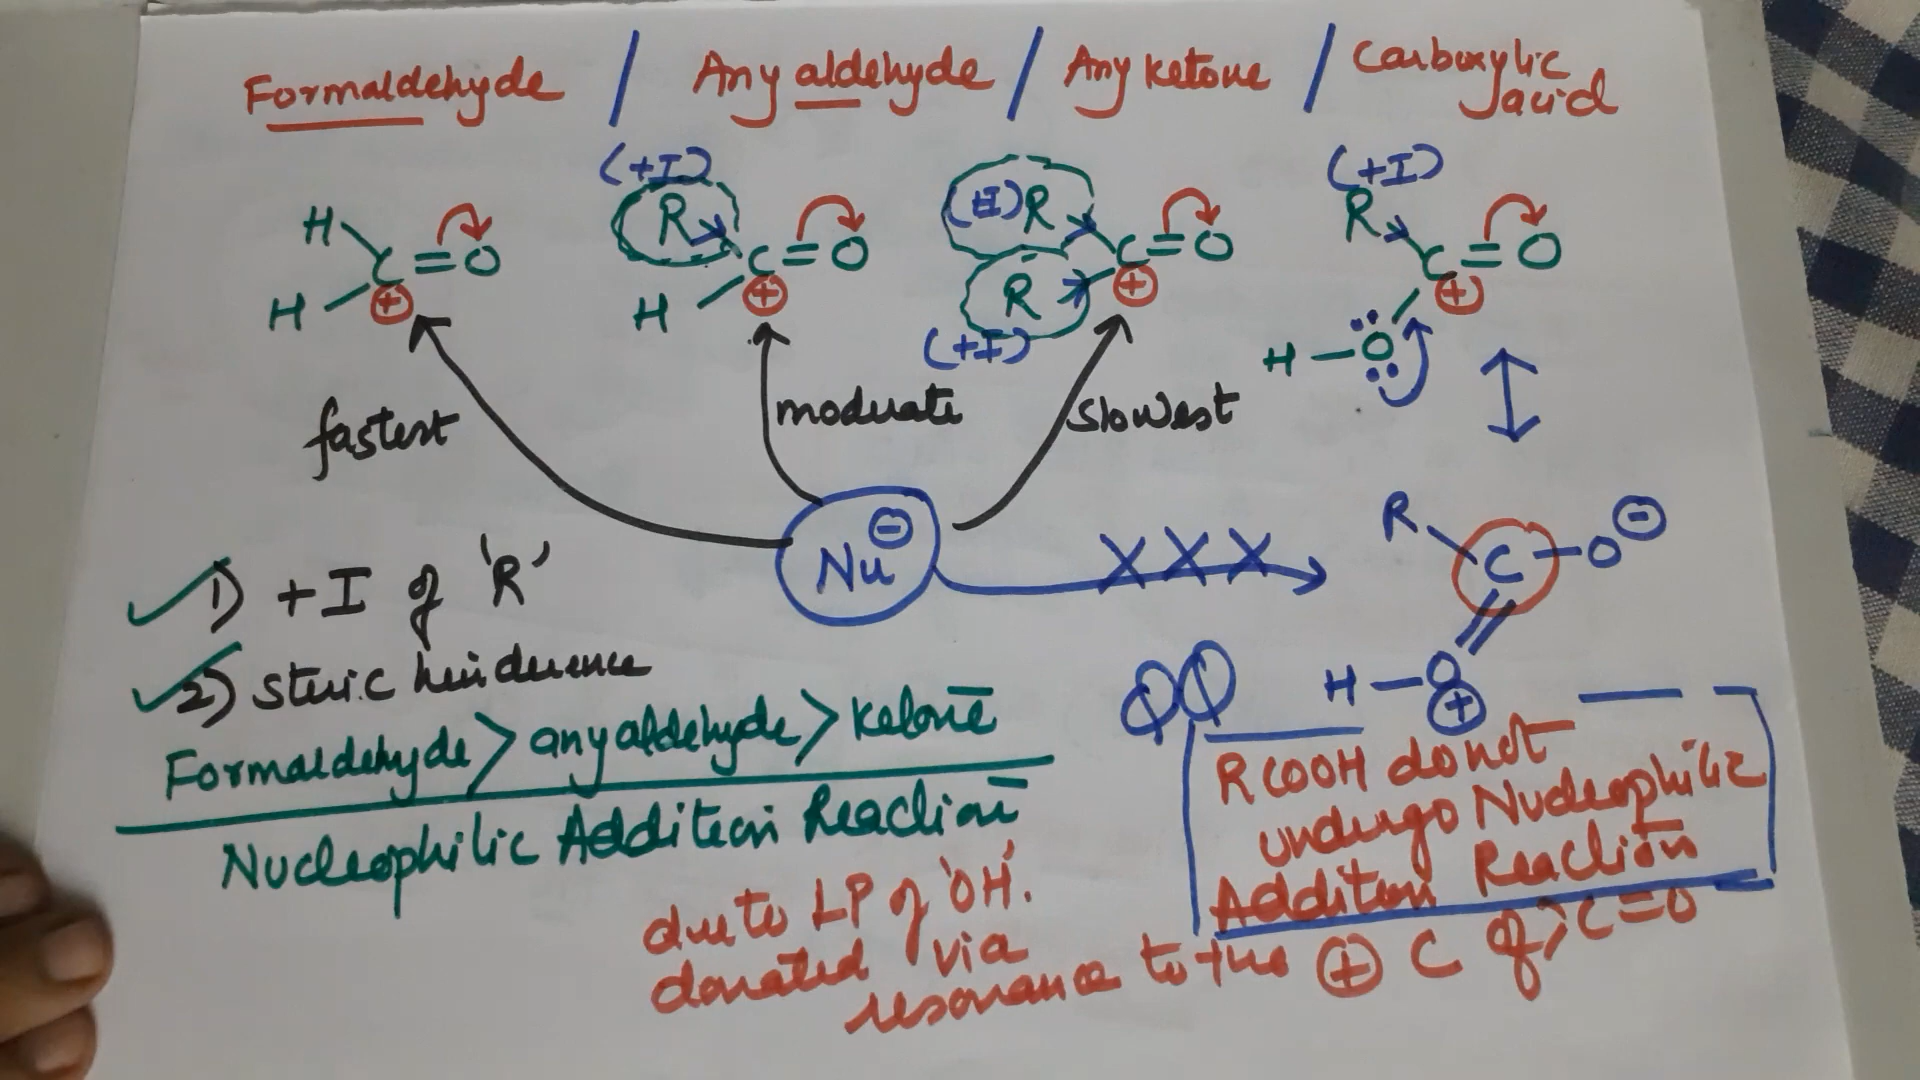 Formaldehyde / Any aldehyde / Any ketone / Carboxylic acid
(+I) (+I)
H R (+I) R R
C=O C=O C=O C=O
H ⊕ H ⊕ R ⊕ ⊕
(+I) H–O
fastest moderate slowest
Nu⊖ XXX
R C–O⊖
H–O
⊕
1) +I of 'R'
2) Steric hinderence
Formaldehyde > any aldehyde > Ketone
Nucleophilic Addition Reaction
RCOOH do not
undergo Nucleophilic
Addition Reaction
due to LP of 'OH'.
donated via
resonance to the ⊕ C of >C=O